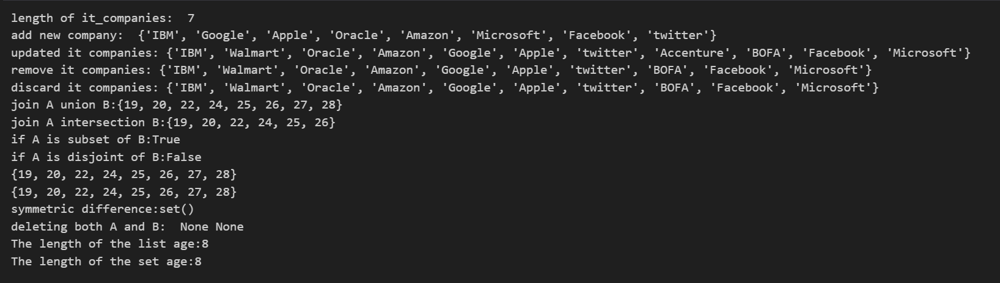 length of it_companies:  7
add new company:  {'IBM', 'Google', 'Apple', 'Oracle', 'Amazon', 'Microsoft', 'Facebook', 'twitter'}
updated it companies: {'IBM', 'Walmart', 'Oracle', 'Amazon', 'Google', 'Apple', 'twitter', 'Accenture', 'BOFA', 'Facebook', 'Microsoft'}
remove it companies: {'IBM', 'Walmart', 'Oracle', 'Amazon', 'Google', 'Apple', 'twitter', 'BOFA', 'Facebook', 'Microsoft'}
discard it companies: {'IBM', 'Walmart', 'Oracle', 'Amazon', 'Google', 'Apple', 'twitter', 'BOFA', 'Facebook', 'Microsoft'}
join A union B:{19, 20, 22, 24, 25, 26, 27, 28}
join A intersection B:{19, 20, 22, 24, 25, 26}
if A is subset of B:True
if A is disjoint of B:False
{19, 20, 22, 24, 25, 26, 27, 28}
{19, 20, 22, 24, 25, 26, 27, 28}
symmetric difference:set()
deleting both A and B:  None None
The length of the list age:8
The length of the set age:8